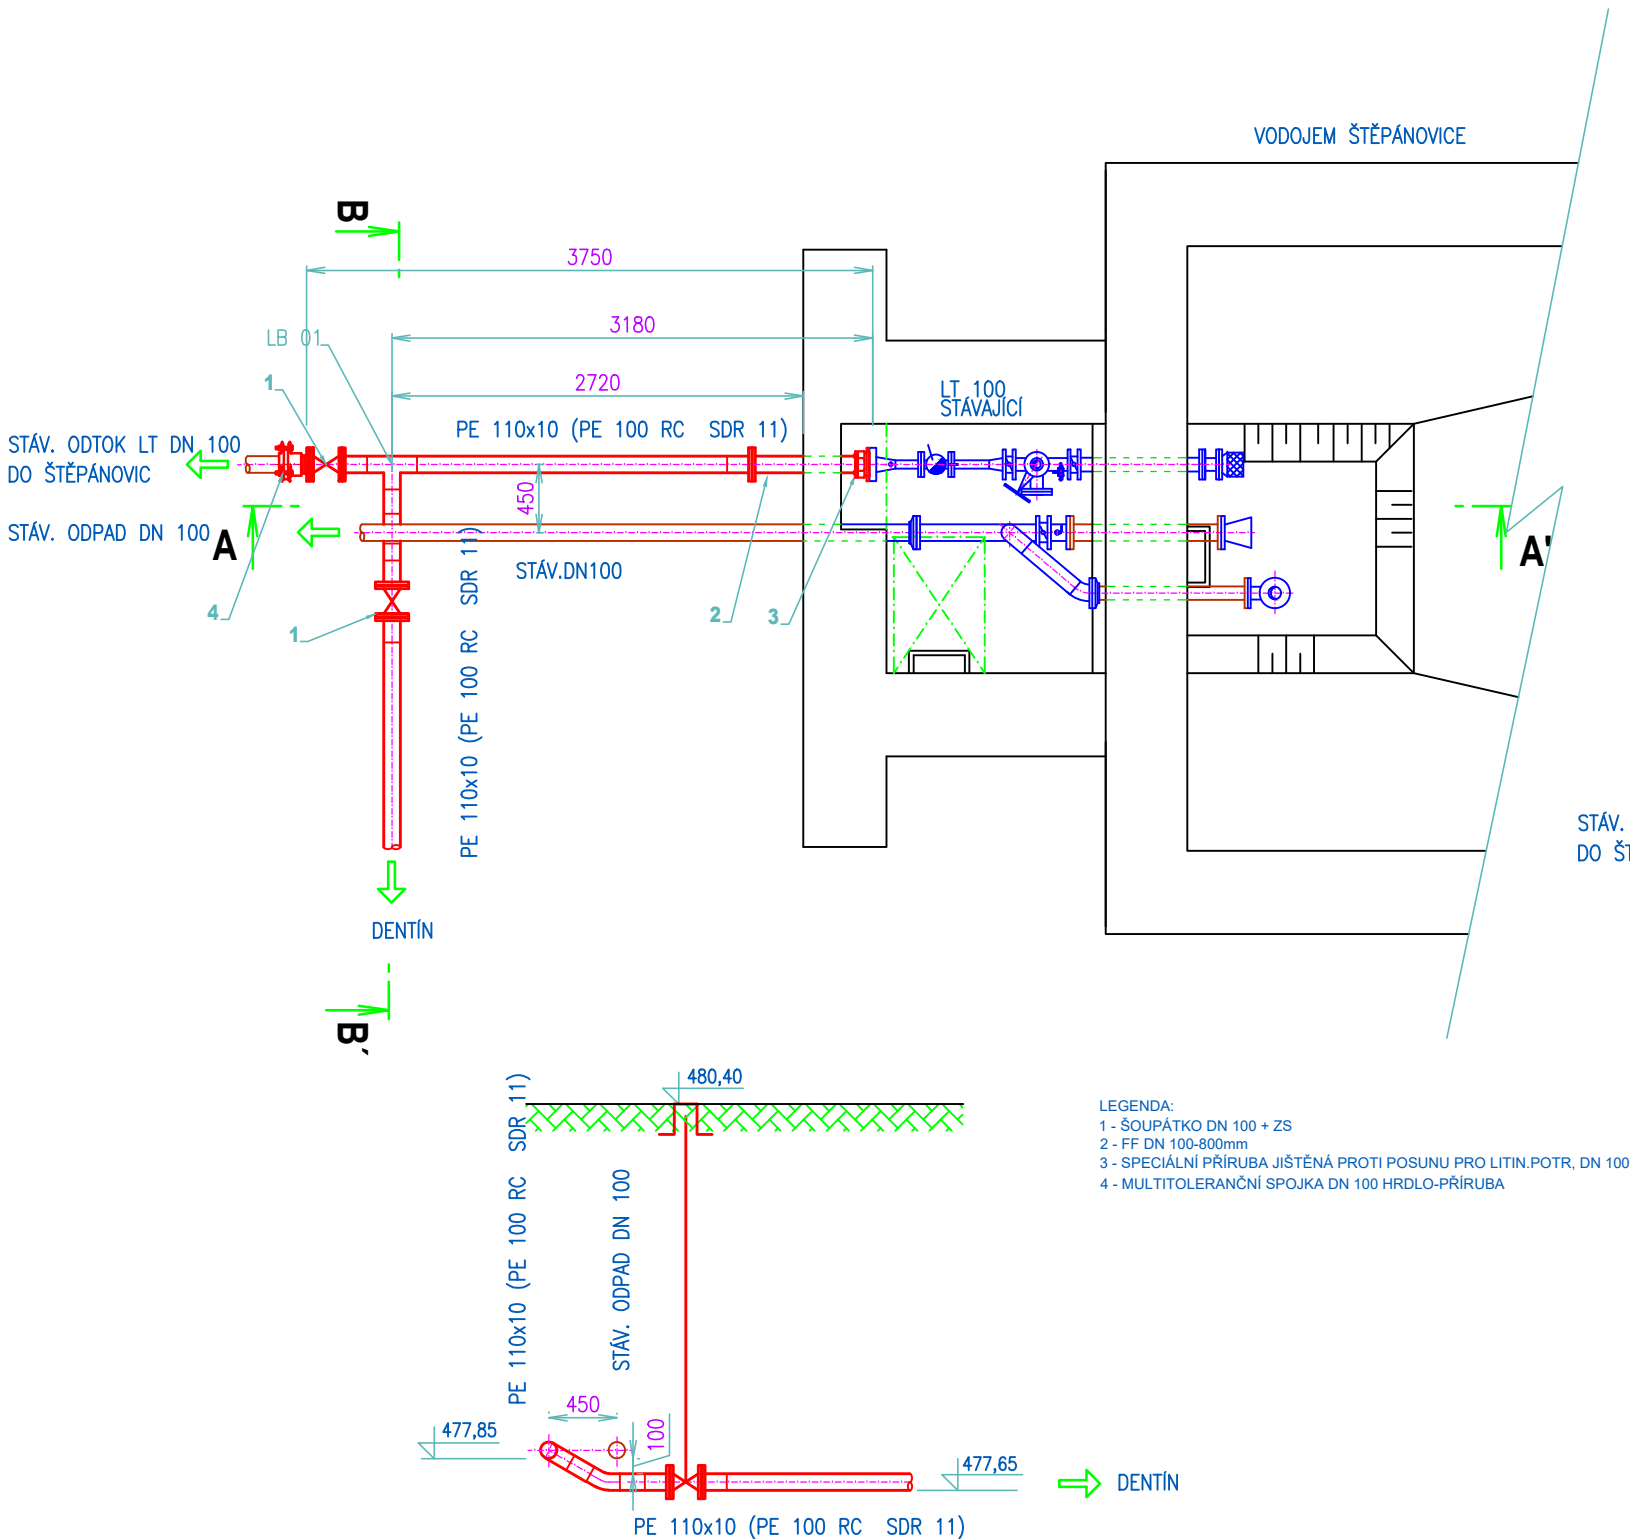 VODOJEM ŠTĚPÁNOVICE
B
3750
3180
LB 01
1
2720
LT 100
STÁVAJÍCÍ
PE 110x10 (PE 100 RC SDR 11)
STÁV. ODTOK LT DN 100
DO ŠTĚPÁNOVIC
450
STÁV. ODPAD DN 100
A
A'
STÁV.DN100
PE 110x10 (PE 100 RC SDR 11)
4
1
2
3
STÁV.
DENTÍN
B´
480,40
PE 110x10 (PE 100 RC SDR 11)
STÁV. ODPAD DN 100
LEGENDA:
1 - ŠOUPÁTKO DN 100 + ZS
2 - FF DN 100-800mm
3 - SPECIÁLNÍ PŘÍRUBA JIŠTĚNÁ PROTI POSUNU PRO LITIN.POTR, DN 100
4 - MULTITOLERANČNÍ SPOJKA DN 100 HRDLO-PŘÍRUBA
450
100
477,85
477,65
DENTÍN
PE 110x10 (PE 100 RC SDR 11)
DO